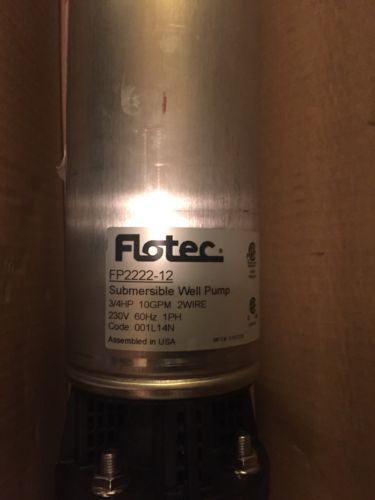 Flotec
FP2222-12
Submersible Well Pump
3/4HP 10GPM 2WIRE
230V 60Hz 1PH
Code: 001L14N
Assembled in USA